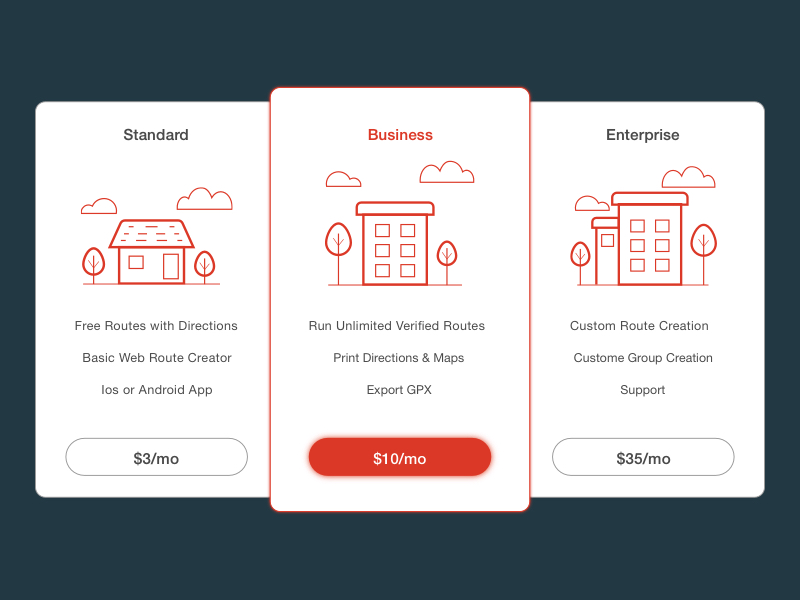 Standard
Free Routes with Directions
Basic Web Route Creator
Ios or Android App
$3/mo
Business
Run Unlimited Verified Routes
Print Directions & Maps
Export GPX
$10/mo
Enterprise
Custom Route Creation
Custome Group Creation
Support
$35/mo